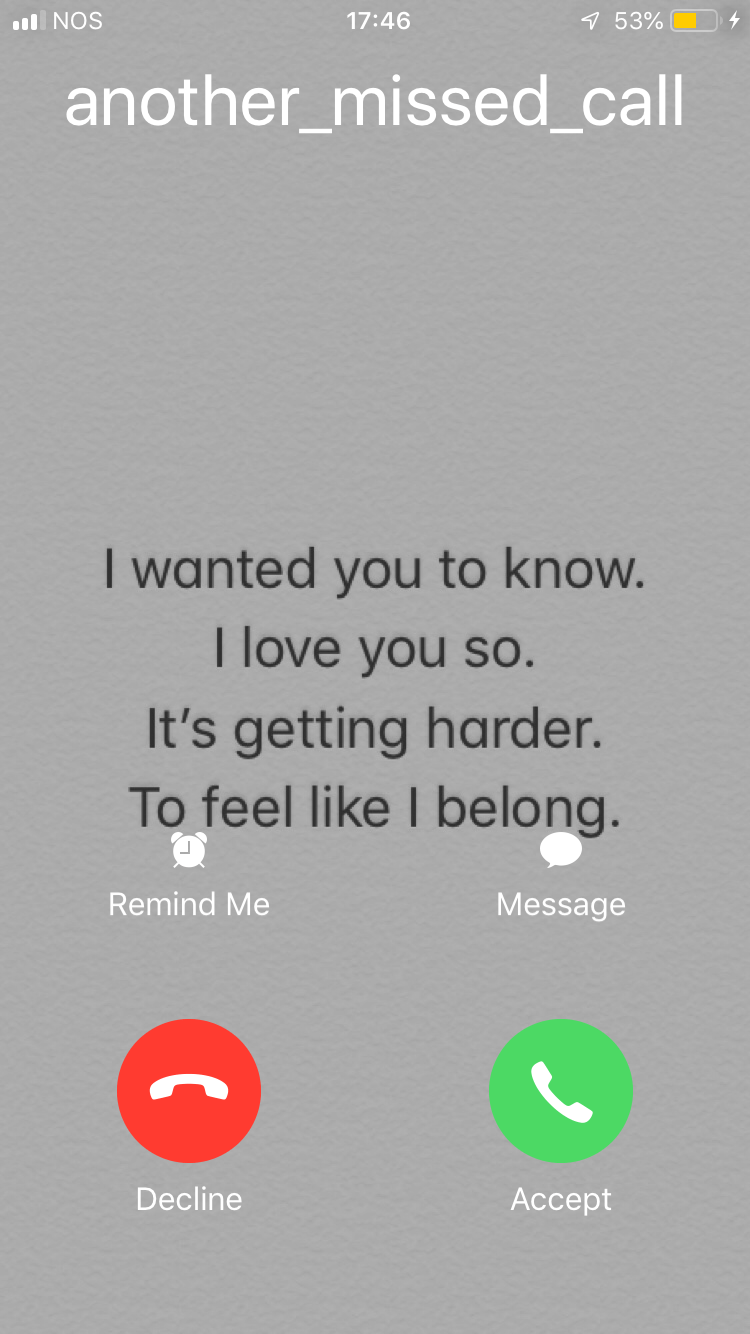 NOS 17:46 53%
another_missed_call
I wanted you to know.
I love you so.
It’s getting harder.
To feel like I belong.
Remind Me Message
Decline Accept